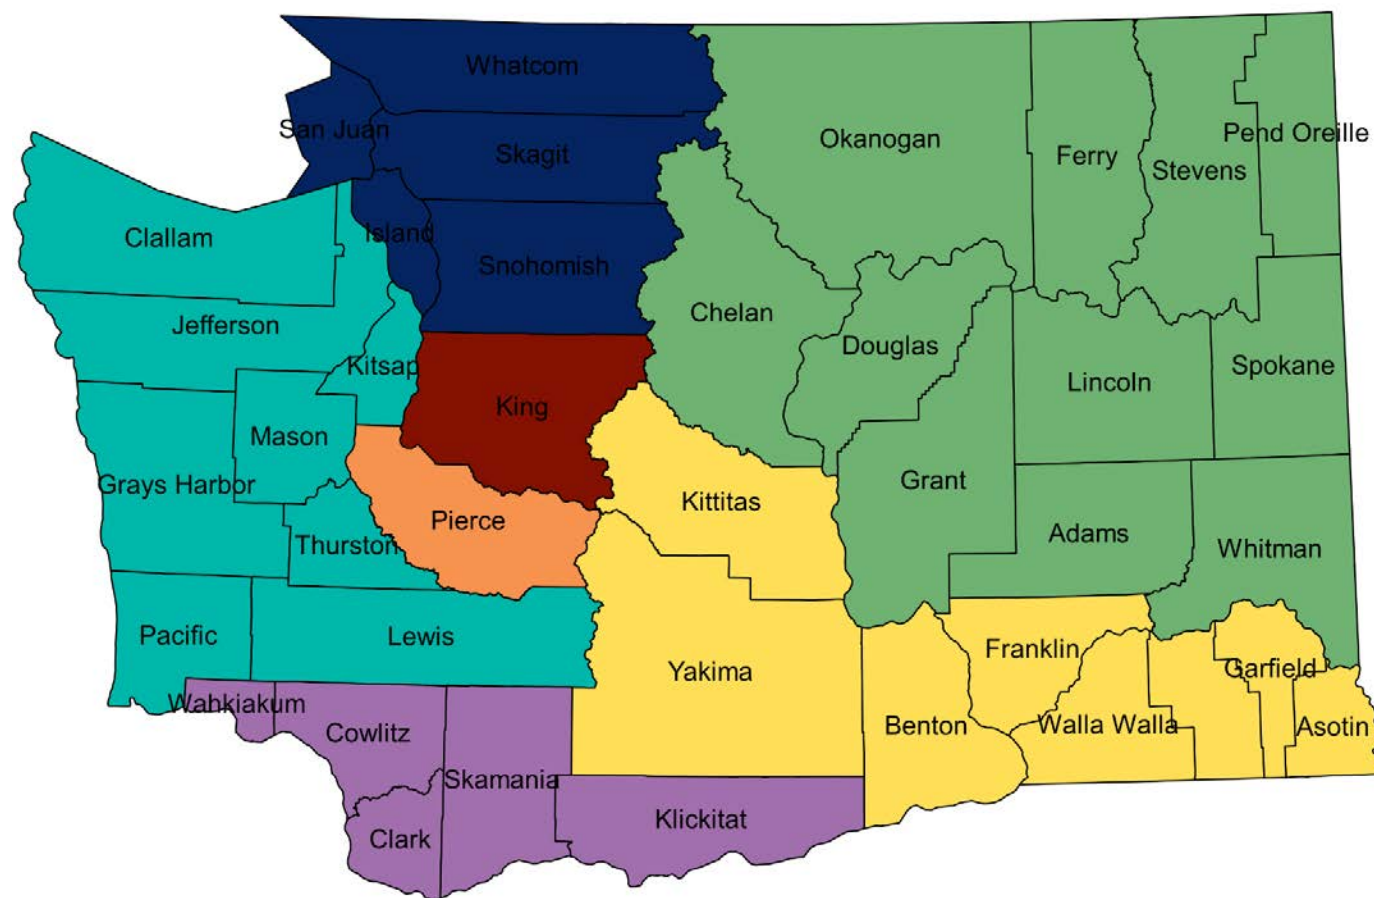 Whatcom
San Juan
Skagit
Okanogan
Ferry
Stevens
Pend Oreille
Clallam
Island
Snohomish
Chelan
Jefferson
Kitsap
Douglas
Lincoln
Spokane
King
Mason
Grays Harbor
Kittitas
Grant
Pierce
Thurston
Adams
Whitman
Pacific
Lewis
Yakima
Franklin
Garfield
Wahkiakum
Cowlitz
Benton
Walla Walla
Asotin
Skamania
Klickitat
Clark